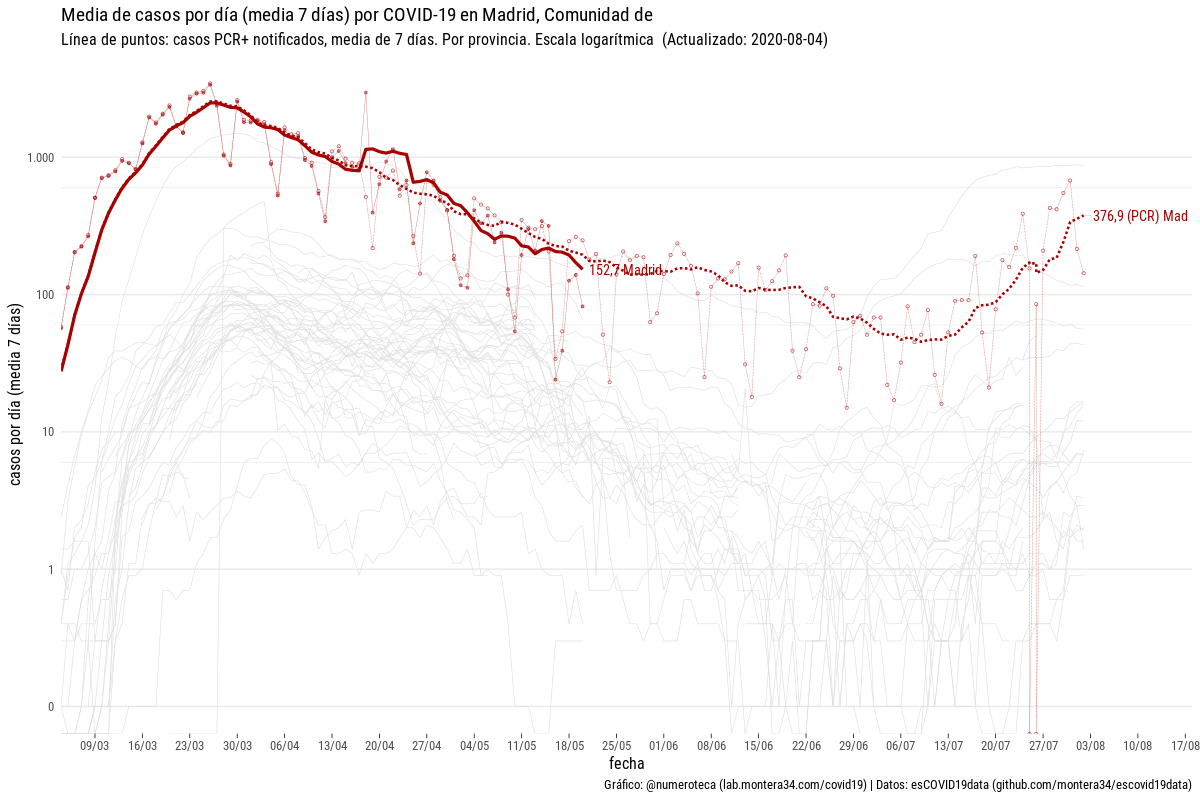 Media de casos por día (media 7 días) por COVID-19 en Madrid, Comunidad de
Línea de puntos: casos PCR+ notificados, media de 7 días. Por provincia. Escala logarítmica (Actualizado: 2020-08-04)
casos por día (media 7 días)
1.000
100
10
1
0
376,9 (PCR) Mad
152,7 Madrid
09/03 16/03 23/03 30/03 06/04 13/04 20/04 27/04 04/05 11/05 18/05 25/05 01/06 08/06 15/06 22/06 29/06 06/07 13/07 20/07 27/07 03/08 10/08 17/08
fecha
Gráfico: @numeroteca (lab.montera34.com/covid19) | Datos: esCOVID19data (github.com/montera34/escovid19data)